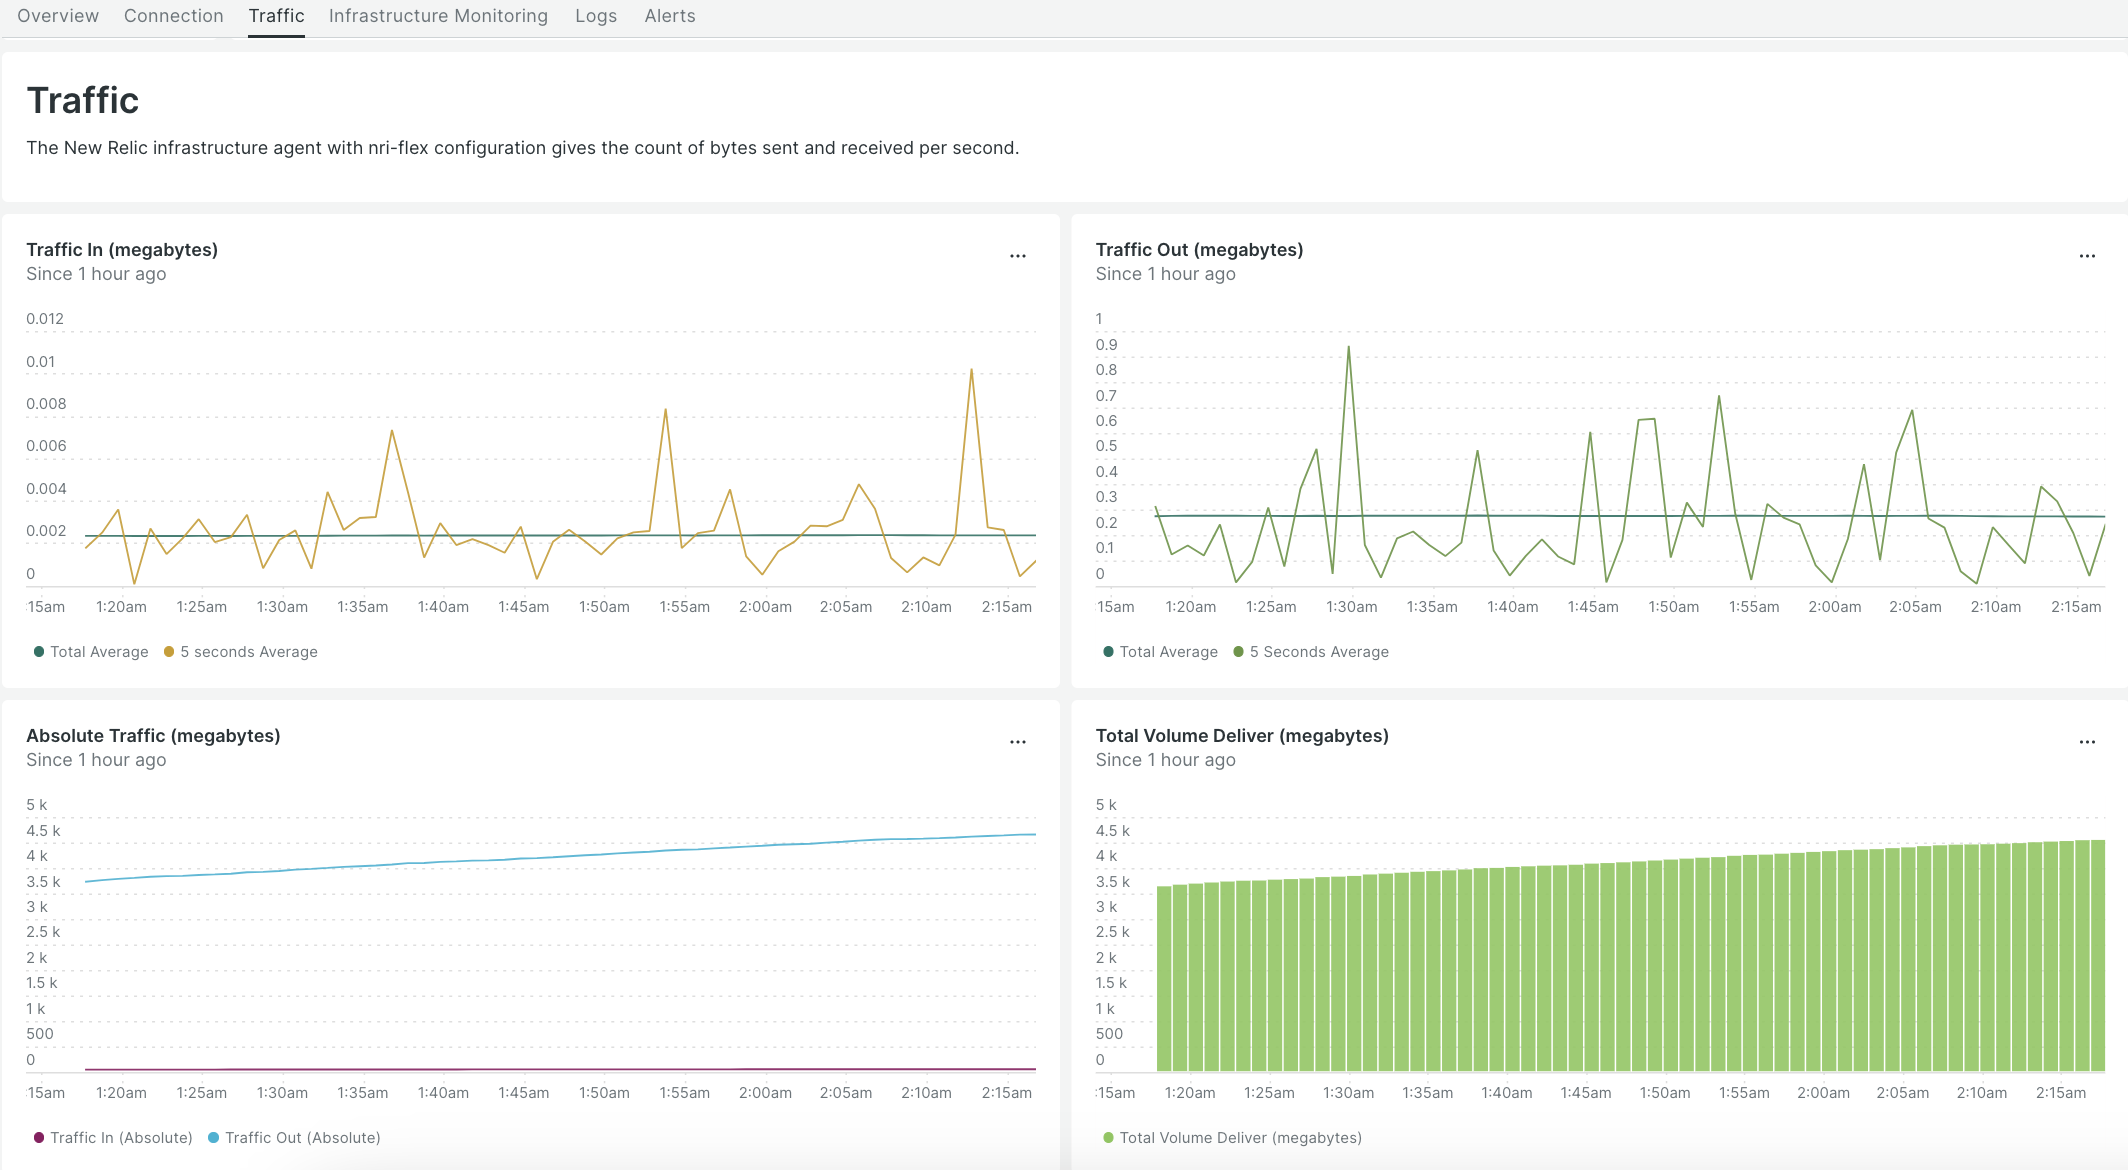 Overview Connection Traffic Infrastructure Monitoring Logs Alerts
Traffic
The New Relic infrastructure agent with nri-flex configuration gives the count of bytes sent and received per second.
Traffic In (megabytes)
...
Since 1 hour ago
0.012
0.01
0.008
0.006
0.004
0.002
0
:15am 1:20am 1:25am 1:30am 1:35am 1:40am 1:45am 1:50am 1:55am 2:00am 2:05am 2:10am 2:15am
Total Average 5 seconds Average
Traffic Out (megabytes)
...
Since 1 hour ago
1
0.9
0.8
0.7
0.6
0.5
0.4
0.3
0.2
0.1
0
:15am 1:20am 1:25am 1:30am 1:35am 1:40am 1:45am 1:50am 1:55am 2:00am 2:05am 2:10am 2:15am
Total Average 5 Seconds Average
Absolute Traffic (megabytes)
...
Since 1 hour ago
5 k
4.5 k
4 k
3.5 k
3 k
2.5 k
2 k
1.5 k
1 k
500
0
:15am 1:20am 1:25am 1:30am 1:35am 1:40am 1:45am 1:50am 1:55am 2:00am 2:05am 2:10am 2:15am
Traffic In (Absolute) Traffic Out (Absolute)
Total Volume Deliver (megabytes)
...
Since 1 hour ago
5 k
4.5 k
4 k
3.5 k
3 k
2.5 k
2 k
1.5 k
1 k
500
0
:15am 1:20am 1:25am 1:30am 1:35am 1:40am 1:45am 1:50am 1:55am 2:00am 2:05am 2:10am 2:15am
Total Volume Deliver (megabytes)